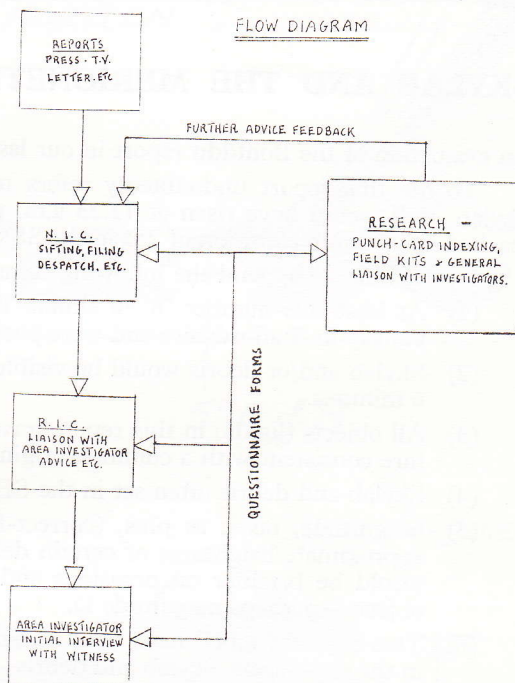 FLOW DIAGRAM
REPORTS
PRESS · T.V.
LETTER. ETC
FURTHER ADVICE FEEDBACK
N. I. C.
SIFTING, FILING
DESPATCH, ETC.
RESEARCH –
PUNCH-CARD INDEXING,
FIELD KITS & GENERAL
LIAISON WITH INVESTIGATORS.
QUESTIONNAIRE FORMS
R. I. C.
LIAISON WITH
AREA INVESTIGATOR
ADVICE ETC.
AREA INVESTIGATOR
INITIAL INTERVIEW
WITH WITNESS